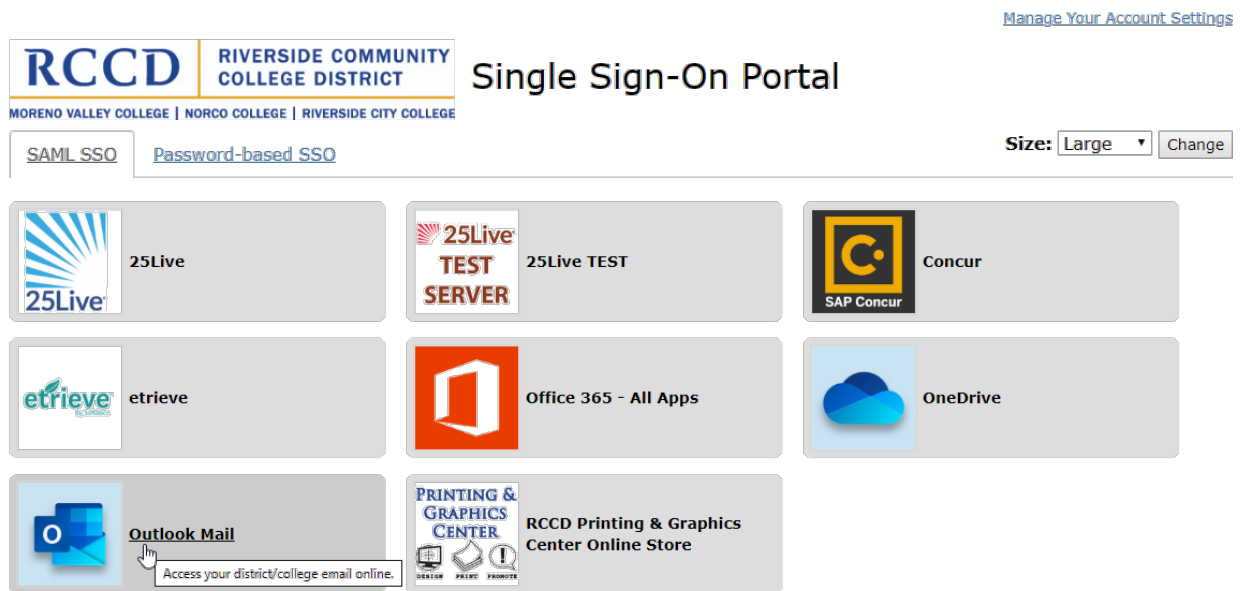 Manage Your Account Settings
RCCD
RIVERSIDE COMMUNITY
COLLEGE DISTRICT
MORENO VALLEY COLLEGE | NORCO COLLEGE | RIVERSIDE CITY COLLEGE
Single Sign-On Portal
SAML SSO
Password-based SSO
Size: Large
Change
25Live
25Live
25Live
TEST
SERVER
25Live TEST
SAP Concur
Concur
etrieve
by Softdocs
etrieve
Office 365 - All Apps
OneDrive
O
Outlook Mail
Access your district/college email online.
PRINTING &
GRAPHICS
CENTER
DESIGN PRINT PROMOTE
RCCD Printing & Graphics
Center Online Store